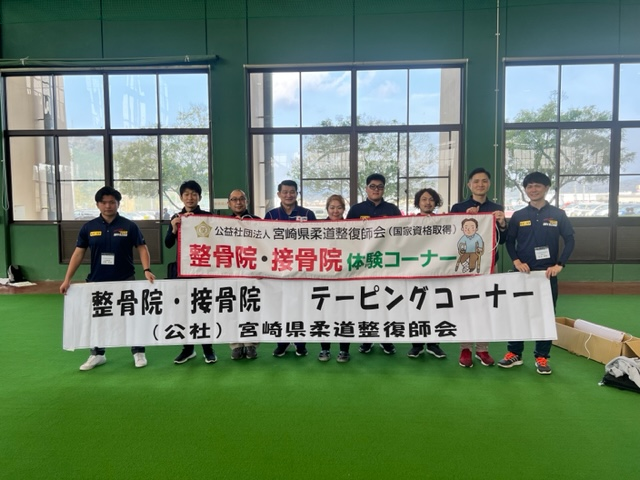 公益社団法人 宮崎県柔道整復師会(国家資格取得)
整骨院・接骨院 体験コーナー
整骨院・接骨院 テーピングコーナー
(公社)宮崎県柔道整復師会